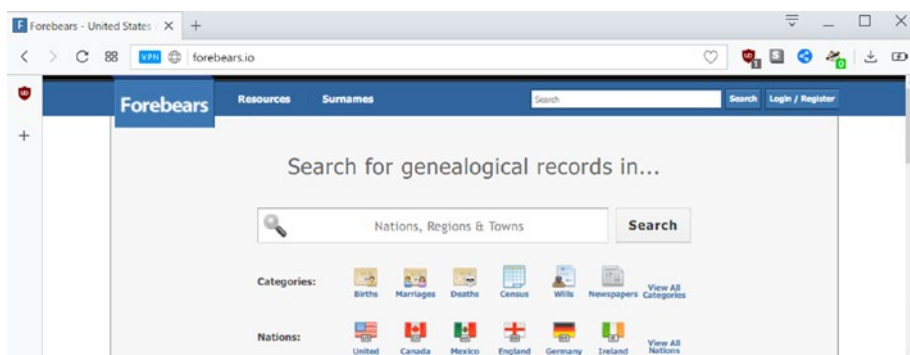 Forebears - United States
VPN forebears.io
Forebears Resources Surnames Search Search Login / Register
Search for genealogical records in...
Nations, Regions & Towns Search
Categories: Births Marriages Deaths Census Wills Newspapers View All Categories
Nations: United Canada Mexico England Germany Ireland View All Nations